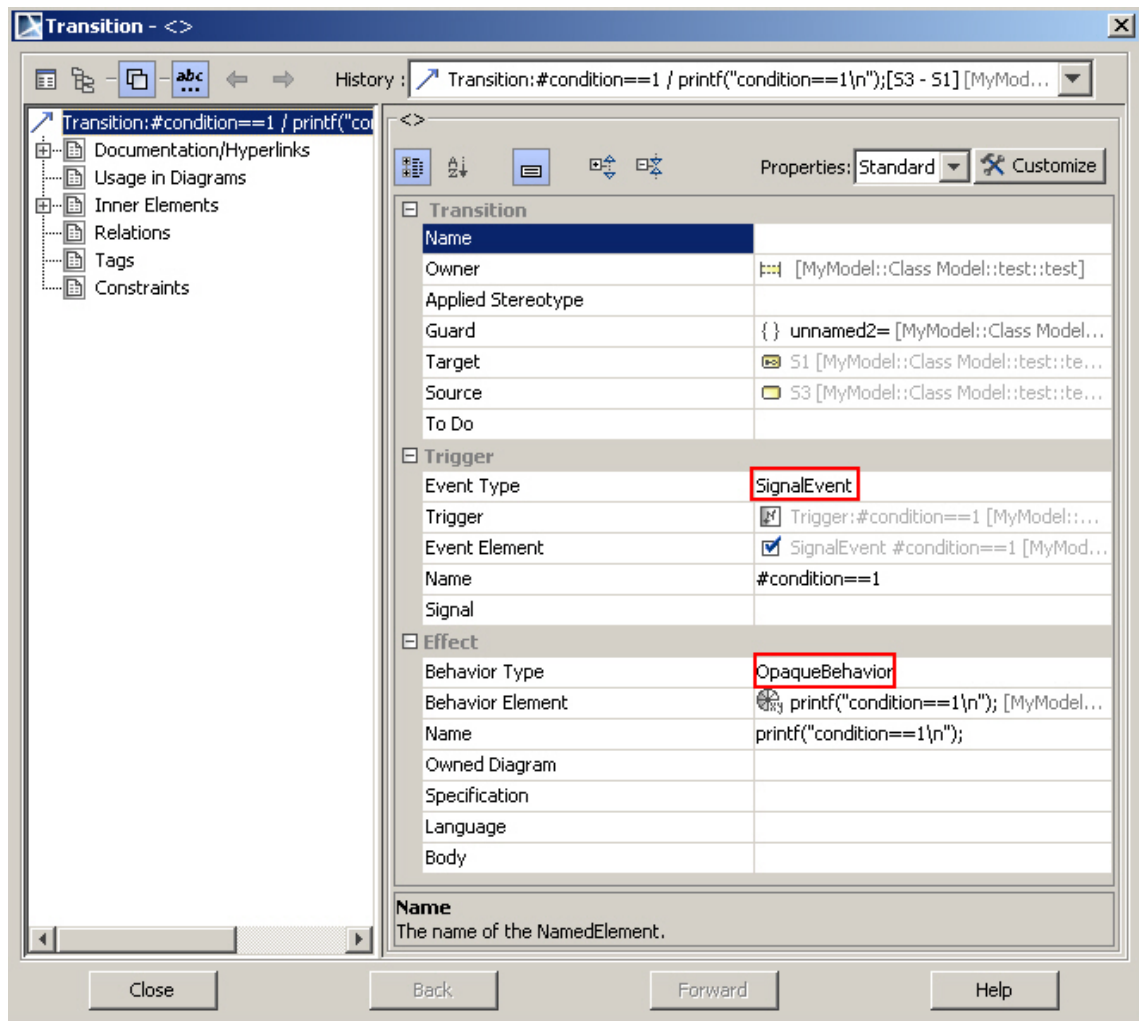 Transition - <>
abc
History : Transition:#condition==1 / printf("condition==1\n");[S3 - S1] [MyMod...
Transition:#condition==1 / printf("co
Documentation/Hyperlinks
Usage in Diagrams
Inner Elements
Relations
Tags
Constraints
<>
Properties: Standard Customize
Transition
Name
Owner [MyModel::Class Model::test::test]
Applied Stereotype
Guard { } unnamed2= [MyModel::Class Model...
Target S1 [MyModel::Class Model::test::te...
Source S3 [MyModel::Class Model::test::te...
To Do
Trigger
Event Type SignalEvent
Trigger Trigger:#condition==1 [MyModel::...
Event Element SignalEvent #condition==1 [MyMod...
Name #condition==1
Signal
Effect
Behavior Type OpaqueBehavior
Behavior Element printf("condition==1\n"); [MyModel...
Name printf("condition==1\n");
Owned Diagram
Specification
Language
Body
Name
The name of the NamedElement.
Close Back Forward Help